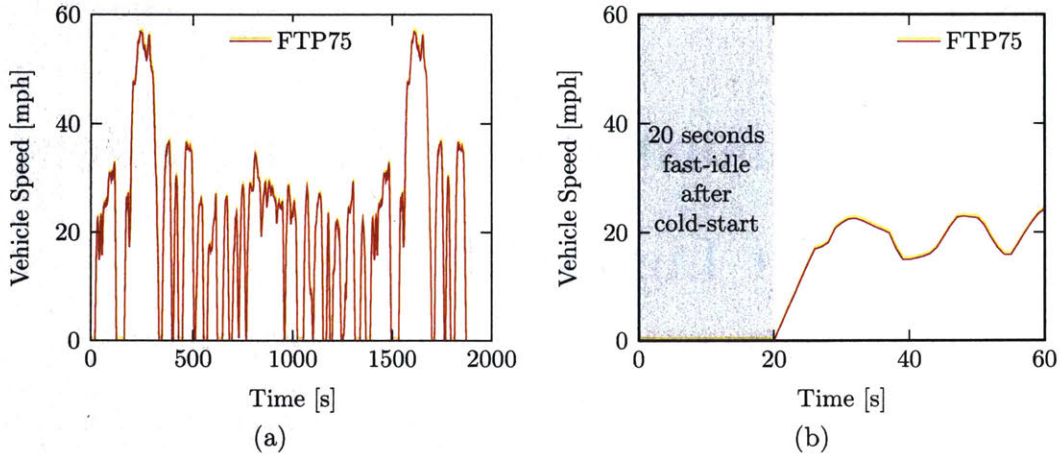 60
40
20
0
Vehicle Speed [mph]
FTP75
0
500
1000
1500
2000
Time [s]
(a)
60
40
20
0
Vehicle Speed [mph]
FTP75
20 seconds
fast-idle
after
cold-start
0
20
40
60
Time [s]
(b)